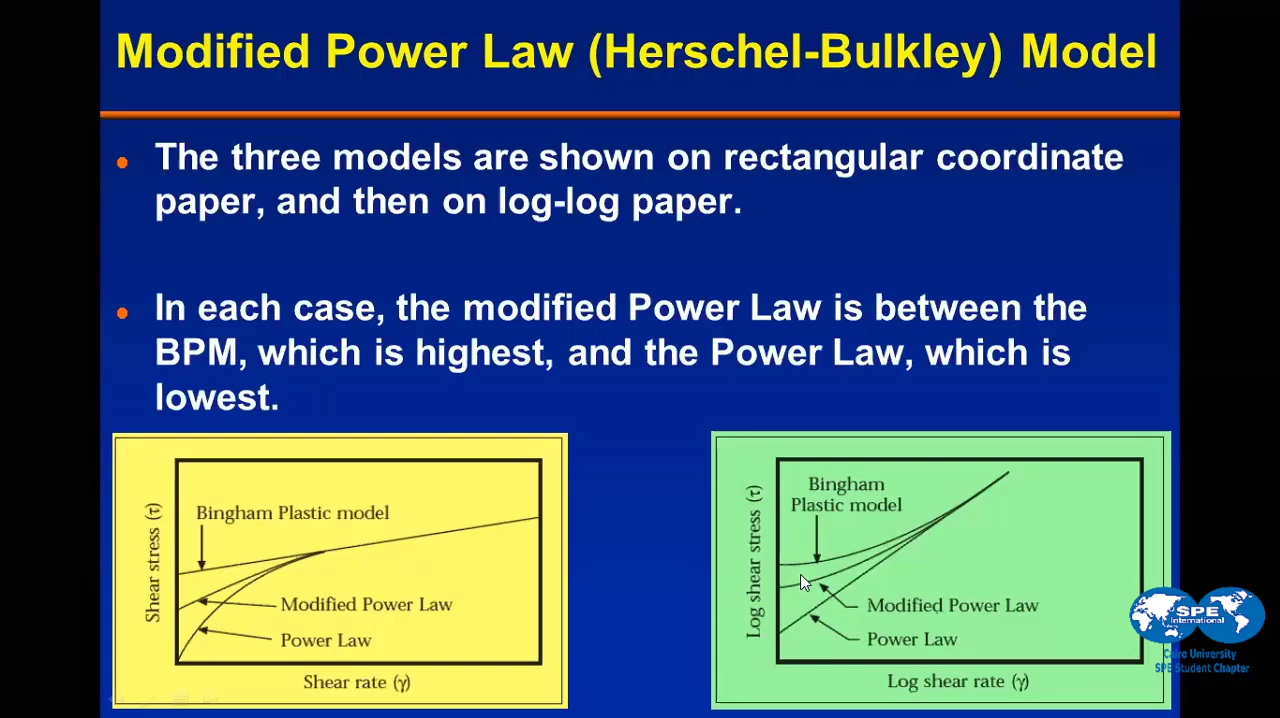 Modified Power Law (Herschel-Bulkley) Model
The three models are shown on rectangular coordinate
paper, and then on log-log paper.
In each case, the modified Power Law is between the
BPM, which is highest, and the Power Law, which is
lowest.
Shear stress (τ)
Bingham Plastic model
Modified Power Law
Power Law
Shear rate (γ)
Log shear stress (τ)
Bingham
Plastic model
Modified Power Law
Power Law
Log shear rate (γ)
SPE
International
Cairo University
SPE Student Chapter